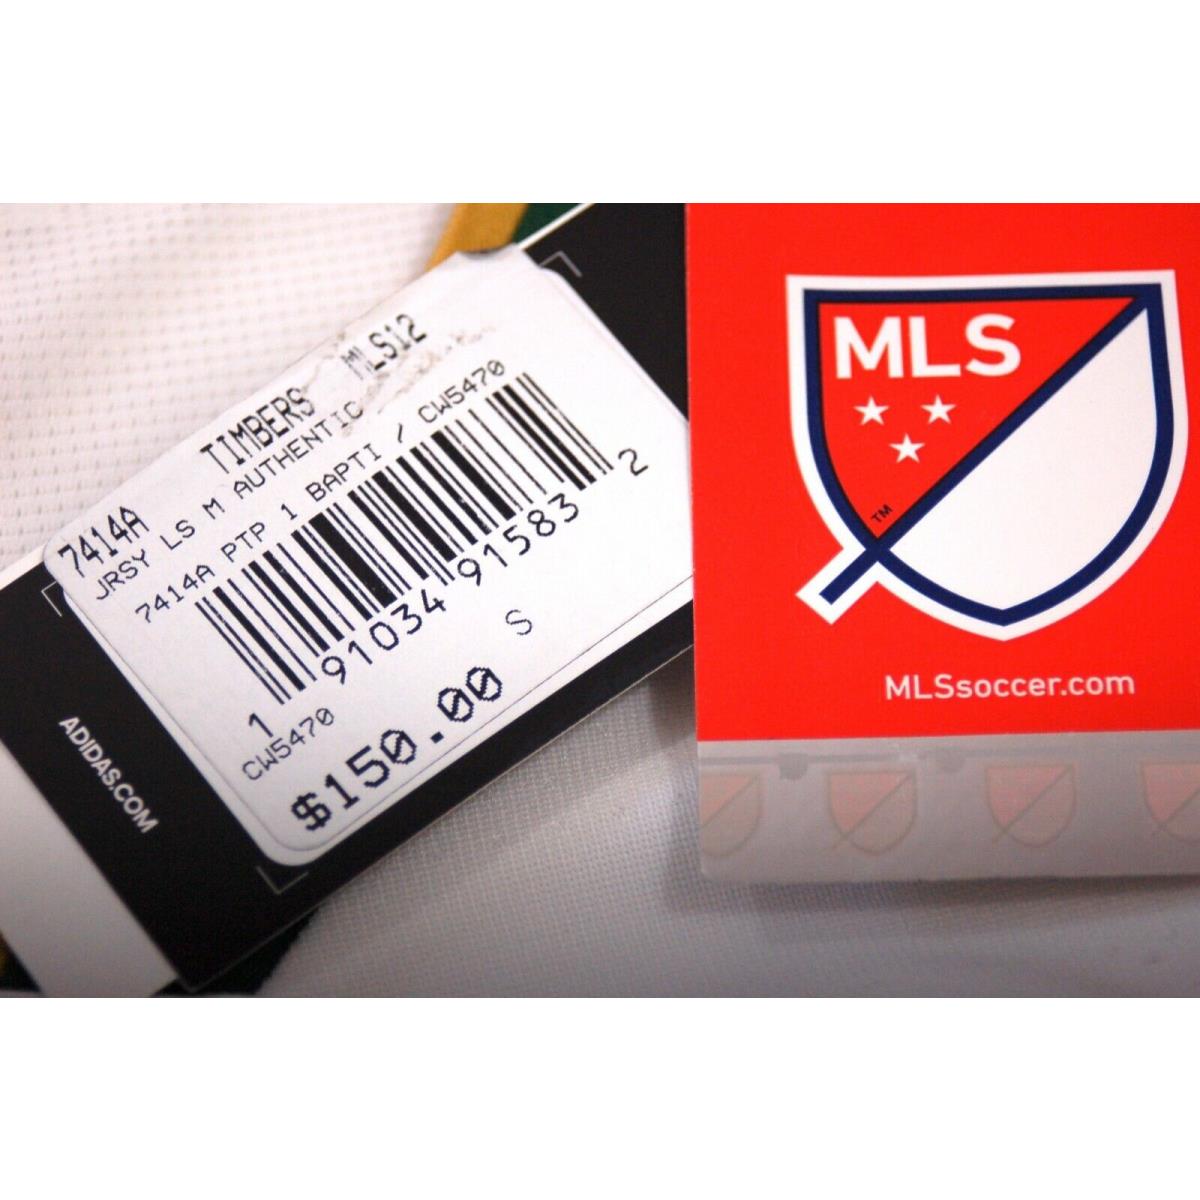 7414A TIMBERS MLS12
JRSY LS M AUTHENTIC
7414A PTP 1 BAPTI / CW5470
1 91034 91583 2
CW5470 S
$150.00
ADIDAS.COM
MLS
TM
MLSsoccer.com